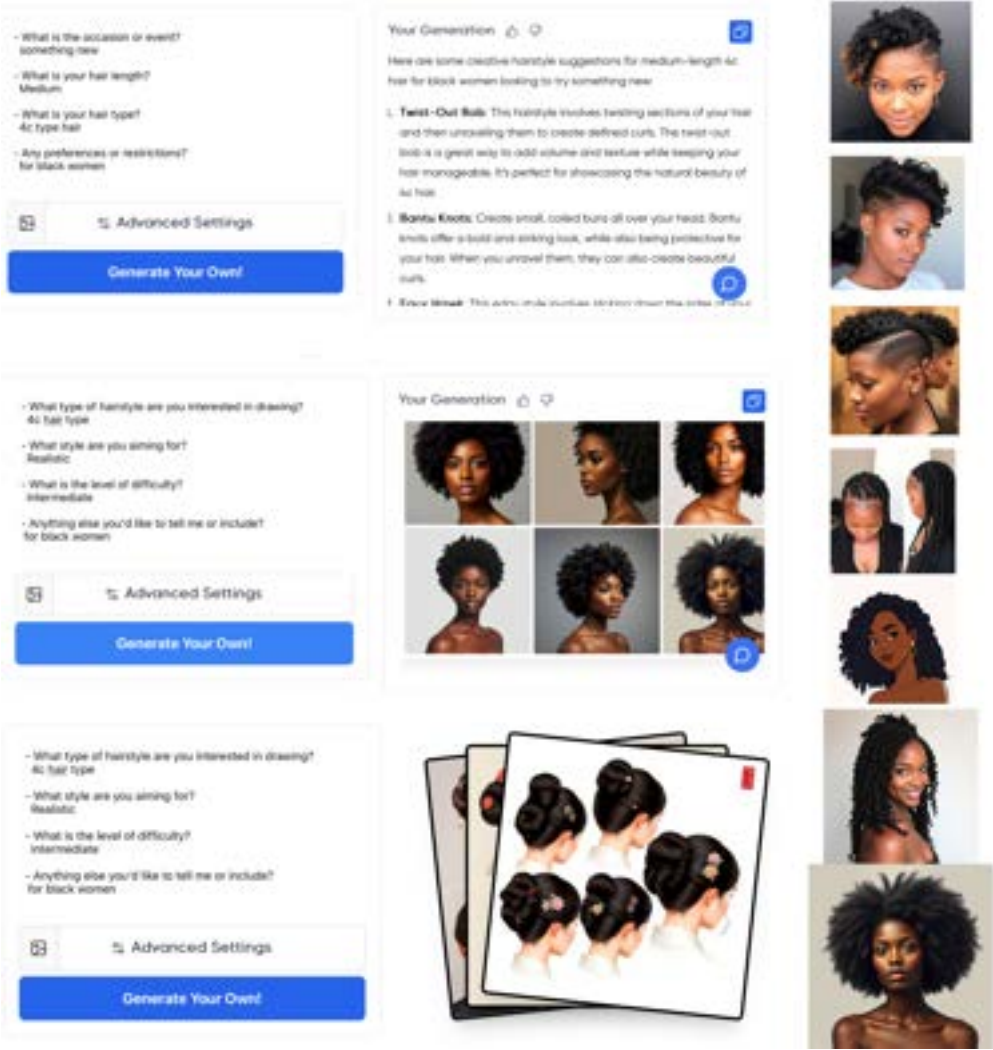 - What is the occasion or event?
something new
- What is your hair length?
Medium
- What is your hair type?
4c type hair
- Any preferences or restrictions?
for black women
Advanced Settings
Generate Your Own!
Your Generation
Here are some creative hairstyle suggestions for medium-length 4c
hair for black women looking to try something new
Twist-Out Bob: This hairstyle involves twisting sections of your hair
and then unraveling them to create defined curls. The twist-out
bob is a great way to add volume and texture while keeping your
hair manageable. It's perfect for showcasing the natural beauty of
4c hair.
Bantu Knots: Create small, coiled buns all over your head. Bantu
knots offer a bold and striking look, while also being protective for
your hair. When you unravel them, they can also create beautiful
curls.
This edgy style involves down the sides of your
- What type of hairstyle are you interested in drawing?
4c hair type
- What style are you aiming for?
Realistic
- What is the level of difficulty?
Intermediate
- Anything else you'd like to tell me or include?
for black women
Advanced Settings
Generate Your Own!
Your Generation
- What type of hairstyle are you interested in drawing?
4c hair type
- What style are you aiming for?
Realistic
- What is the level of difficulty?
Intermediate
- Anything else you'd like to tell me or include?
for black women
Advanced Settings
Generate Your Own!